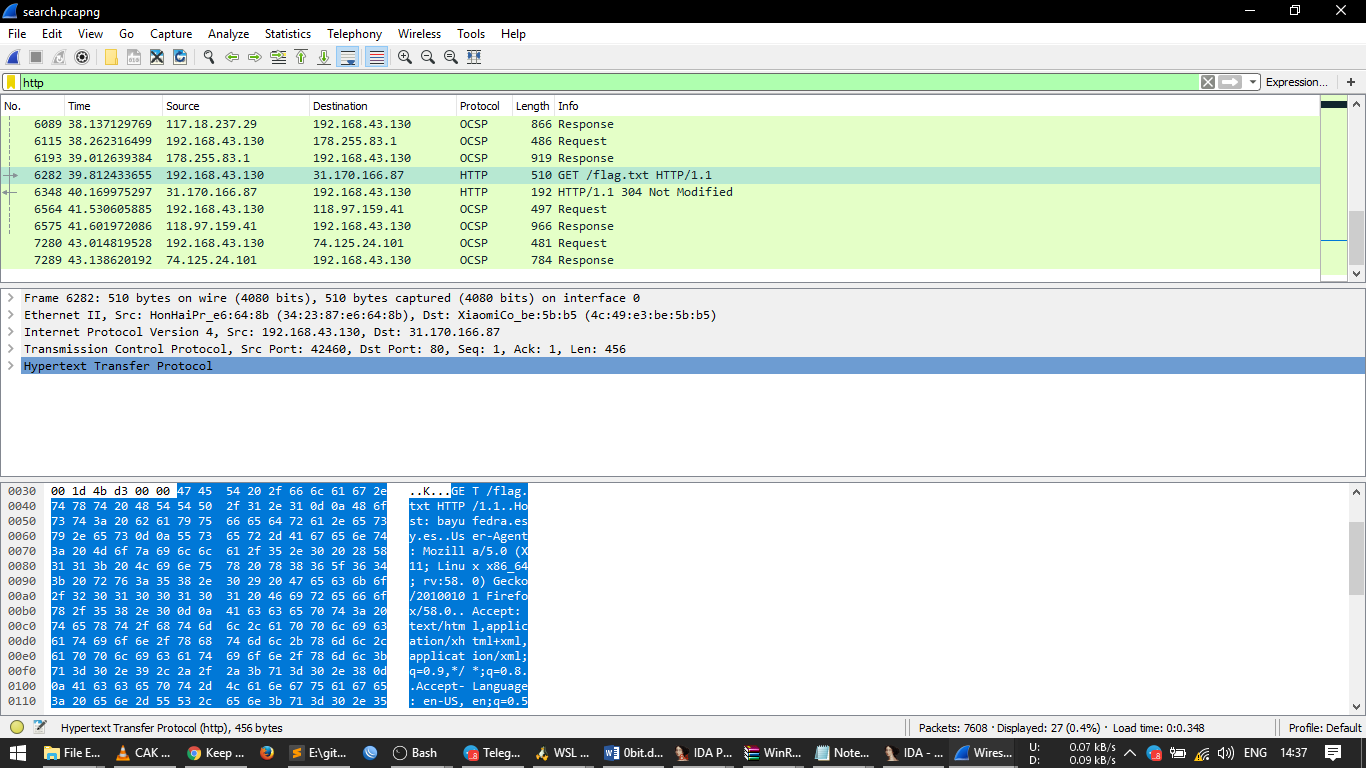 search.pcapng
File Edit View Go Capture Analyze Statistics Telephony Wireless Tools Help
http Expression... +
No. Time Source Destination Protocol Length Info
6089 38.137129769 117.18.237.29 192.168.43.130 OCSP 866 Response
6115 38.262316499 192.168.43.130 178.255.83.1 OCSP 486 Request
6193 39.012639384 178.255.83.1 192.168.43.130 OCSP 919 Response
6282 39.812433655 192.168.43.130 31.170.166.87 HTTP 510 GET /flag.txt HTTP/1.1
6348 40.169975297 31.170.166.87 192.168.43.130 HTTP 192 HTTP/1.1 304 Not Modified
6564 41.530605885 192.168.43.130 118.97.159.41 OCSP 497 Request
6575 41.601972086 118.97.159.41 192.168.43.130 OCSP 966 Response
7280 43.014819528 192.168.43.130 74.125.24.101 OCSP 481 Request
7289 43.138620192 74.125.24.101 192.168.43.130 OCSP 784 Response
Frame 6282: 510 bytes on wire (4080 bits), 510 bytes captured (4080 bits) on interface 0
Ethernet II, Src: HonHaiPr_e6:64:8b (34:23:87:e6:64:8b), Dst: XiaomiCo_be:5b:b5 (4c:49:e3:be:5b:b5)
Internet Protocol Version 4, Src: 192.168.43.130, Dst: 31.170.166.87
Transmission Control Protocol, Src Port: 42460, Dst Port: 80, Seq: 1, Ack: 1, Len: 456
Hypertext Transfer Protocol
0030 00 1d 4b d3 00 00 47 45 54 20 2f 66 6c 61 67 2e ..K...GE T /flag.
0040 74 78 74 20 48 54 54 50 2f 31 2e 31 0d 0a 48 6f txt HTTP /1.1..Ho
0050 73 74 3a 20 62 61 79 75 66 65 64 72 61 2e 65 73 st: bayu fedra.es
0060 79 2e 65 73 0d 0a 55 73 65 72 2d 41 67 65 6e 74 y.es..Us er-Agent
0070 3a 20 4d 6f 7a 69 6c 6c 61 2f 35 2e 30 20 28 58 : Mozill a/5.0 (X
0080 31 31 3b 20 4c 69 6e 75 78 20 78 38 36 5f 36 34 11; Linu x x86_64
0090 3b 20 72 76 3a 35 38 2e 30 29 20 47 65 63 6b 6f ; rv:58. 0) Gecko
00a0 2f 32 30 31 30 30 31 30 31 20 46 69 72 65 66 6f /2010010 1 Firefo
00b0 78 2f 35 38 2e 30 0d 0a 41 63 63 65 70 74 3a 20 x/58.0.. Accept:
00c0 74 65 78 74 2f 68 74 6d 6c 2c 61 70 70 6c 69 63 text/htm l,applic
00d0 61 74 69 6f 6e 2f 78 68 74 6d 6c 2b 78 6d 6c 2c ation/xh tml+xml,
00e0 61 70 70 6c 69 63 61 74 69 6f 6e 2f 78 6d 6c 3b applicat ion/xml;
00f0 71 3d 30 2e 39 2c 2a 2f 2a 3b 71 3d 30 2e 38 0d q=0.9,*/ *;q=0.8.
0100 0a 41 63 63 65 70 74 2d 4c 61 6e 67 75 61 67 65 .Accept- Language
0110 3a 20 65 6e 2d 55 53 2c 65 6e 3b 71 3d 30 2e 35 : en-US, en;q=0.5
Hypertext Transfer Protocol (http), 456 bytes Packets: 7608 · Displayed: 27 (0.4%) · Load time: 0:0.348 Profile: Default
File E... CAK ... Keep ... E:\git... Bash Teleg... WSL ... 0bit.d... IDA P... WinR... Note... IDA - ... Wires... U: 0.07 kB/s ENG 14:37
D: 0.09 kB/s